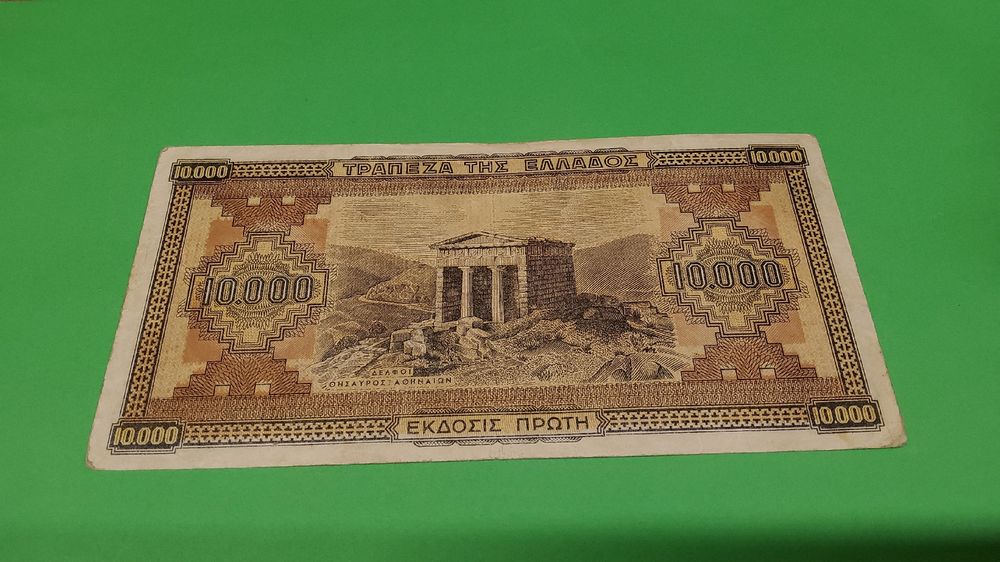 10.000 ΤΡΑΠΕΖΑ ΤΗΣ ΕΛΛΑΔΟΣ 10.000
10.000 10.000
ΔΕΛΦΟΙ
ΘΗΣΑΥΡΟΣ ΑΘΗΝΑΙΩΝ
10.000 ΕΚΔΟΣΙΣ ΠΡΩΤΗ 10.000